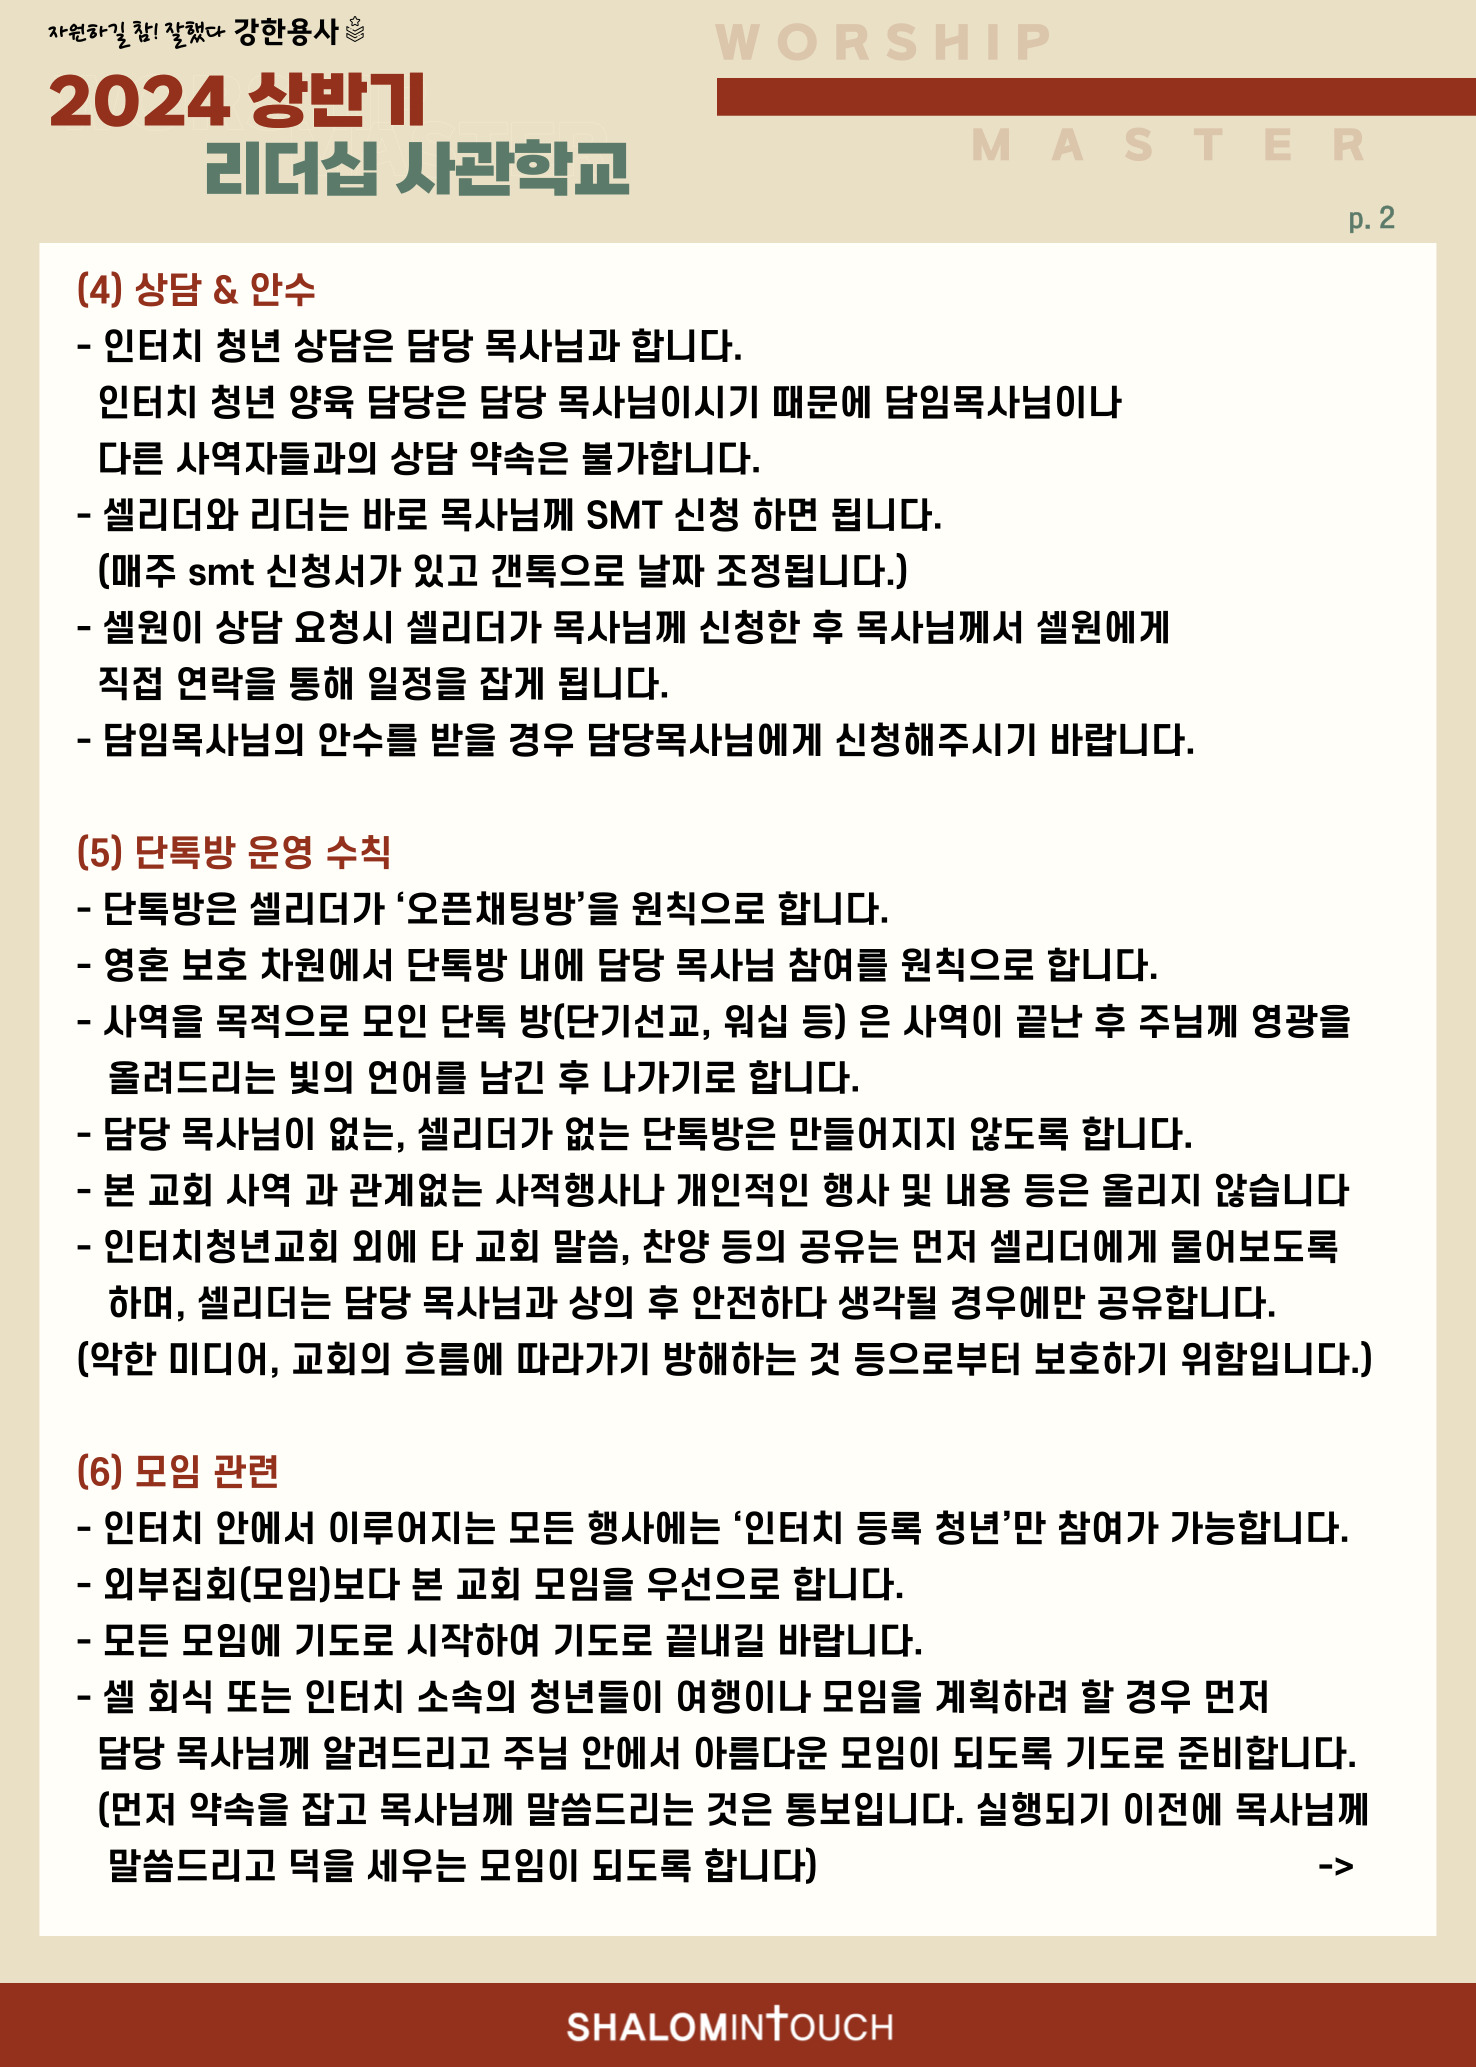 자원하길 참! 잘했다 강한용사
WORSHIP
2024 상반기
MASTER
리더십 사관학교
p. 2
(4) 상담 & 안수
- 인터치 청년 상담은 담당 목사님과 합니다.
인터치 청년 양육 담당은 담당 목사님이시기 때문에 담임목사님이나
다른 사역자들과의 상담 약속은 불가합니다.
- 셀리더와 리더는 바로 목사님께 SMT 신청 하면 됩니다.
(매주 smt 신청서가 있고 갠톡으로 날짜 조정됩니다.)
- 셀원이 상담 요청시 셀리더가 목사님께 신청한 후 목사님께서 셀원에게
직접 연락을 통해 일정을 잡게 됩니다.
- 담임목사님의 안수를 받을 경우 담당목사님에게 신청해주시기 바랍니다.
(5) 단톡방 운영 수칙
- 단톡방은 셀리더가 ‘오픈채팅방’을 원칙으로 합니다.
- 영혼 보호 차원에서 단톡방 내에 담당 목사님 참여를 원칙으로 합니다.
- 사역을 목적으로 모인 단톡 방(단기선교, 워십 등) 은 사역이 끝난 후 주님께 영광을
올려드리는 빛의 언어를 남긴 후 나가기로 합니다.
- 담당 목사님이 없는, 셀리더가 없는 단톡방은 만들어지지 않도록 합니다.
- 본 교회 사역 과 관계없는 사적행사나 개인적인 행사 및 내용 등은 올리지 않습니다
- 인터치청년교회 외에 타 교회 말씀, 찬양 등의 공유는 먼저 셀리더에게 물어보도록
하며, 셀리더는 담당 목사님과 상의 후 안전하다 생각될 경우에만 공유합니다.
(악한 미디어, 교회의 흐름에 따라가기 방해하는 것 등으로부터 보호하기 위함입니다.)
(6) 모임 관련
- 인터치 안에서 이루어지는 모든 행사에는 ‘인터치 등록 청년’만 참여가 가능합니다.
- 외부집회(모임)보다 본 교회 모임을 우선으로 합니다.
- 모든 모임에 기도로 시작하여 기도로 끝내길 바랍니다.
- 셀 회식 또는 인터치 소속의 청년들이 여행이나 모임을 계획하려 할 경우 먼저
담당 목사님께 알려드리고 주님 안에서 아름다운 모임이 되도록 기도로 준비합니다.
(먼저 약속을 잡고 목사님께 말씀드리는 것은 통보입니다. 실행되기 이전에 목사님께
말씀드리고 덕을 세우는 모임이 되도록 합니다) ->
SHALOMINTOUCH